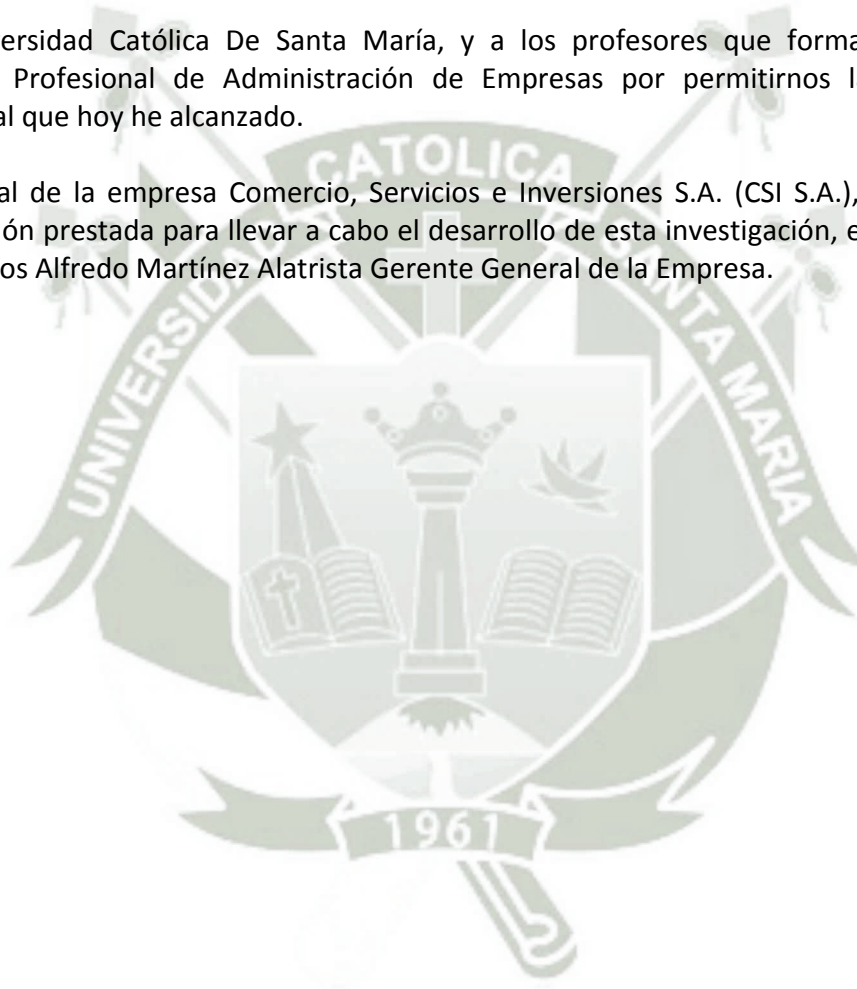 ersidad Católica De Santa María, y a los profesores que forma
Profesional de Administración de Empresas por permitirnos l
al que hoy he alcanzado.
al de la empresa Comercio, Servicios e Inversiones S.A. (CSI S.A.),
ón prestada para llevar a cabo el desarrollo de esta investigación, e
os Alfredo Martínez Alatrista Gerente General de la Empresa.
UNIVERSIDAD CATOLICA SANTA MARIA
1961